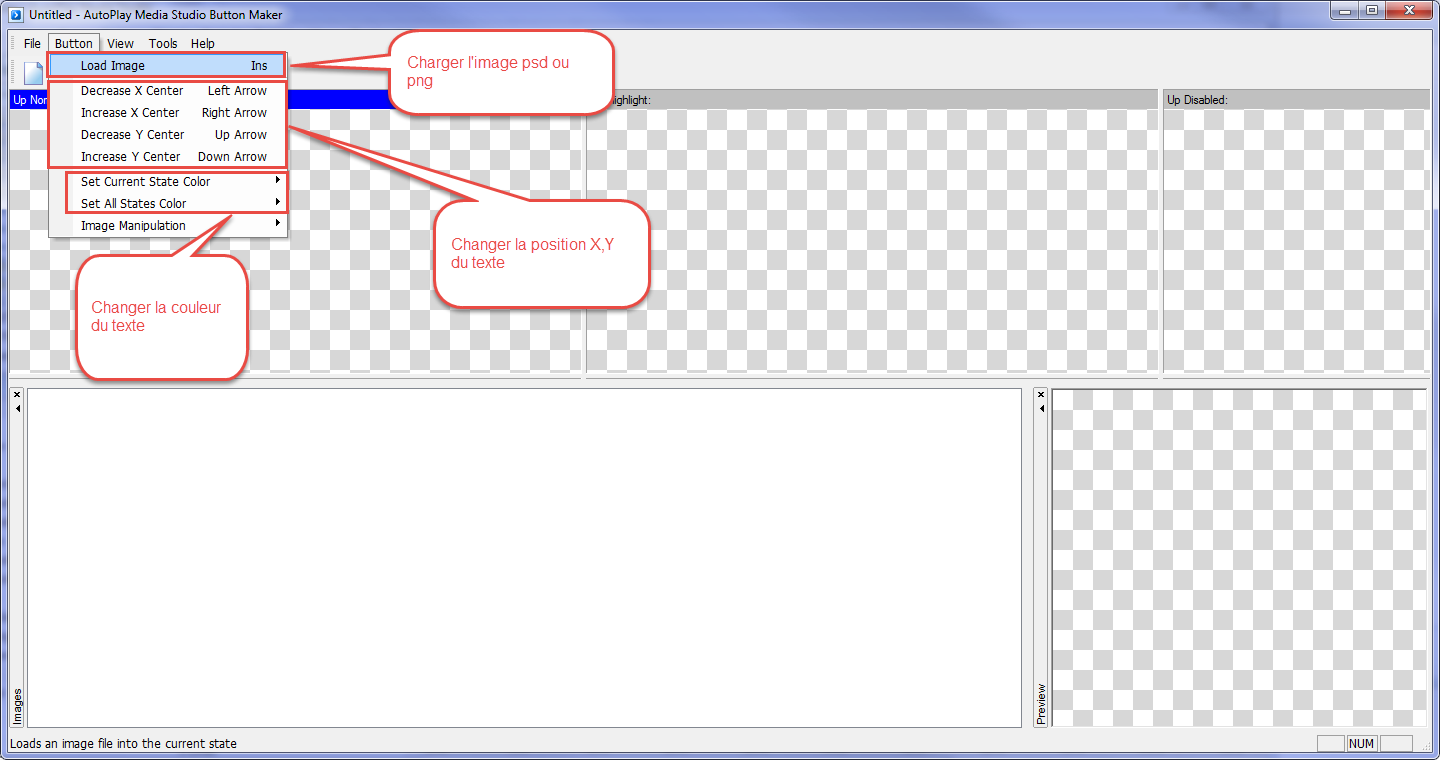 Untitled - AutoPlay Media Studio Button Maker
File Button View Tools Help
Load Image Ins
Decrease X Center Left Arrow
Increase X Center Right Arrow
Decrease Y Center Up Arrow
Increase Y Center Down Arrow
Set Current State Color
Set All States Color
Image Manipulation
Charger l'image psd ou
png
Changer la position X,Y
du texte
Changer la couleur
du texte
Up
Up Disabled:
Images
Preview
Loads an image file into the current state
NUM